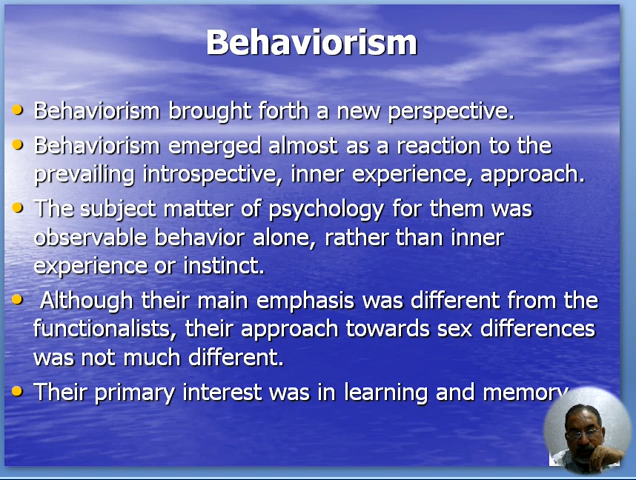 Behaviorism
• Behaviorism brought forth a new perspective.
• Behaviorism emerged almost as a reaction to the
prevailing introspective, inner experience, approach.
• The subject matter of psychology for them was
observable behavior alone, rather than inner
experience or instinct.
• Although their main emphasis was different from the
functionalists, their approach towards sex differences
was not much different.
• Their primary interest was in learning and memory